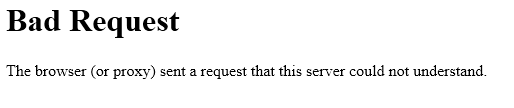 Bad Request
The browser (or proxy) sent a request that this server could not understand.